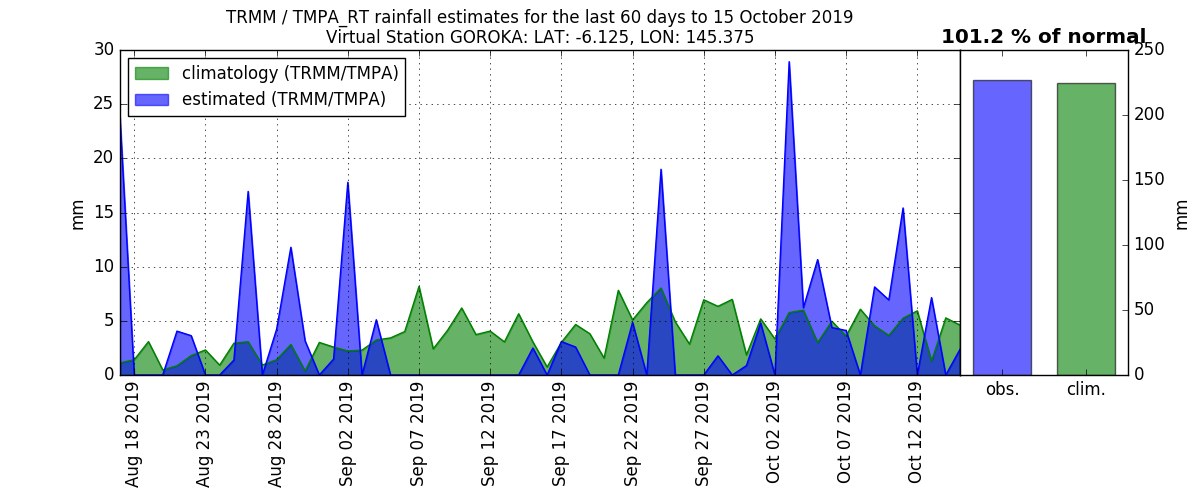 TRMM / TMPA_RT rainfall estimates for the last 60 days to 15 October 2019
Virtual Station GOROKA: LAT: -6.125, LON: 145.375
101.2 % of normal
climatology (TRMM/TMPA)
estimated (TRMM/TMPA)
30
25
20
15
10
5
0
mm
250
200
150
100
50
0
mm
Aug 18 2019
Aug 23 2019
Aug 28 2019
Sep 02 2019
Sep 07 2019
Sep 12 2019
Sep 17 2019
Sep 22 2019
Sep 27 2019
Oct 02 2019
Oct 07 2019
Oct 12 2019
obs.
clim.